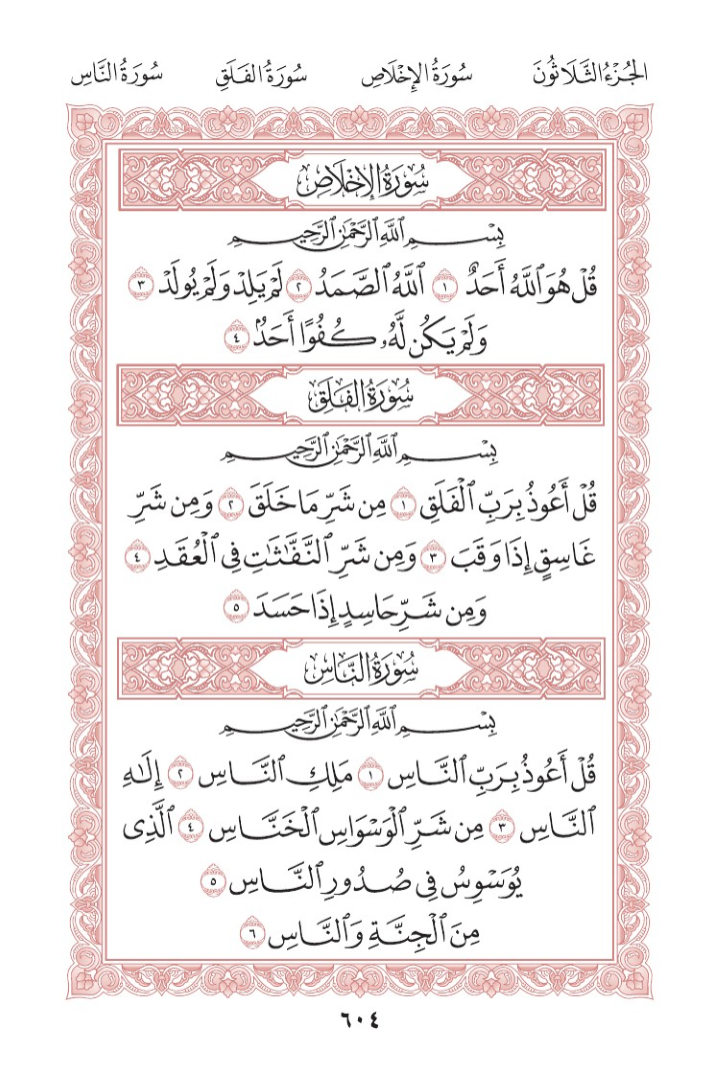 الجُزْءُ الثَّلَاثُونَ سُورَةُ الإِخْلَاصِ سُورَةُ الفَلَقِ سُورَةُ النَّاسِ
سُورَةُ الإِخْلَاصِ
بِسْمِ ٱللَّهِ ٱلرَّحْمَٰنِ ٱلرَّحِيمِ
قُلْ هُوَ ٱللَّهُ أَحَدٌ ١ ٱللَّهُ ٱلصَّمَدُ ٢ لَمْ يَلِدْ وَلَمْ يُولَدْ ٣
وَلَمْ يَكُن لَّهُۥ كُفُوًا أَحَدٌۢ ٤
سُورَةُ الفَلَقِ
بِسْمِ ٱللَّهِ ٱلرَّحْمَٰنِ ٱلرَّحِيمِ
قُلْ أَعُوذُ بِرَبِّ ٱلْفَلَقِ ١ مِن شَرِّ مَا خَلَقَ ٢ وَمِن شَرِّ
غَاسِقٍ إِذَا وَقَبَ ٣ وَمِن شَرِّ ٱلنَّفَّٰثَٰتِ فِى ٱلْعُقَدِ ٤
وَمِن شَرِّ حَاسِدٍ إِذَا حَسَدَ ٥
سُورَةُ النَّاسِ
بِسْمِ ٱللَّهِ ٱلرَّحْمَٰنِ ٱلرَّحِيمِ
قُلْ أَعُوذُ بِرَبِّ ٱلنَّاسِ ١ مَلِكِ ٱلنَّاسِ ٢ إِلَٰهِ
ٱلنَّاسِ ٣ مِن شَرِّ ٱلْوَسْوَاسِ ٱلْخَنَّاسِ ٤ ٱلَّذِى
يُوَسْوِسُ فِى صُدُورِ ٱلنَّاسِ ٥
مِنَ ٱلْجِنَّةِ وَٱلنَّاسِ ٦
٦٠٤